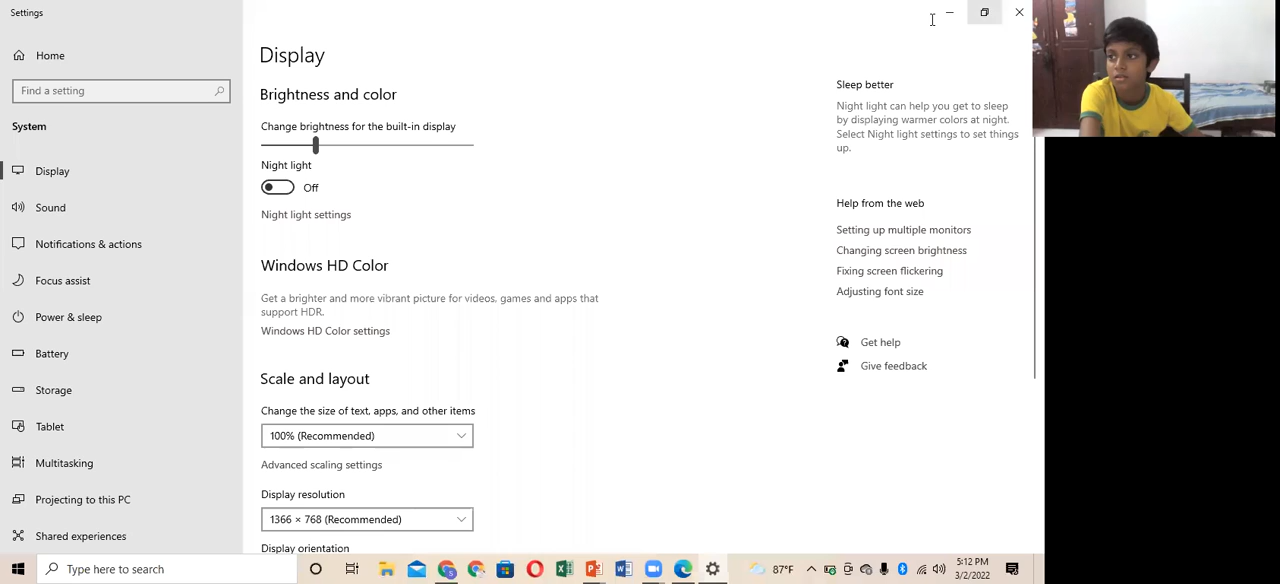 Settings
Home
Find a setting
System
Display
Sound
Notifications & actions
Focus assist
Power & sleep
Battery
Storage
Tablet
Multitasking
Projecting to this PC
Shared experiences
Display
Brightness and color
Change brightness for the built-in display
Night light
Off
Night light settings
Windows HD Color
Get a brighter and more vibrant picture for videos, games and apps that
support HDR.
Windows HD Color settings
Scale and layout
Change the size of text, apps, and other items
100% (Recommended)
Advanced scaling settings
Display resolution
1366 × 768 (Recommended)
Display orientation
Sleep better
Night light can help you get to sleep
by displaying warmer colors at night.
Select Night light settings to set things
up.
Help from the web
Setting up multiple monitors
Changing screen brightness
Fixing screen flickering
Adjusting font size
Get help
Give feedback
Type here to search
87°F
5:12 PM
3/2/2022